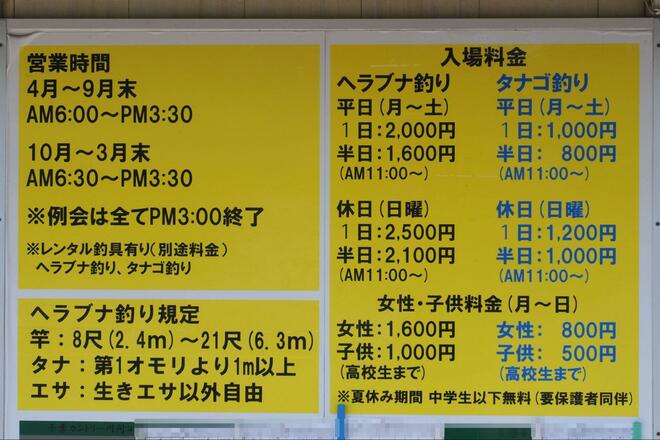 営業時間
4月～9月末
AM6:00～PM3:30
10月～3月末
AM6:30～PM3:30
※例会は全てPM3:00終了
※レンタル釣具有り（別途料金）
ヘラブナ釣り、タナゴ釣り
ヘラブナ釣り規定
竿：8尺(2.4m)～21尺(6.3m)
タナ：第1オモリより1m以上
エサ：生きエサ以外自由
入場料金
ヘラブナ釣り
平日（月～土）
1日：2,000円
半日：1,600円
(AM11:00～)
休日（日曜）
1日：2,500円
半日：2,100円
(AM11:00～)
タナゴ釣り
平日（月～土）
1日：1,000円
半日：800円
(AM11:00～)
休日（日曜）
1日：1,200円
半日：1,000円
(AM11:00～)
女性・子供料金（月～日）
女性：1,600円 女性：800円
子供：1,000円 子供：500円
（高校生まで） （高校生まで）
※夏休み期間 中学生以下無料（要保護者同伴）